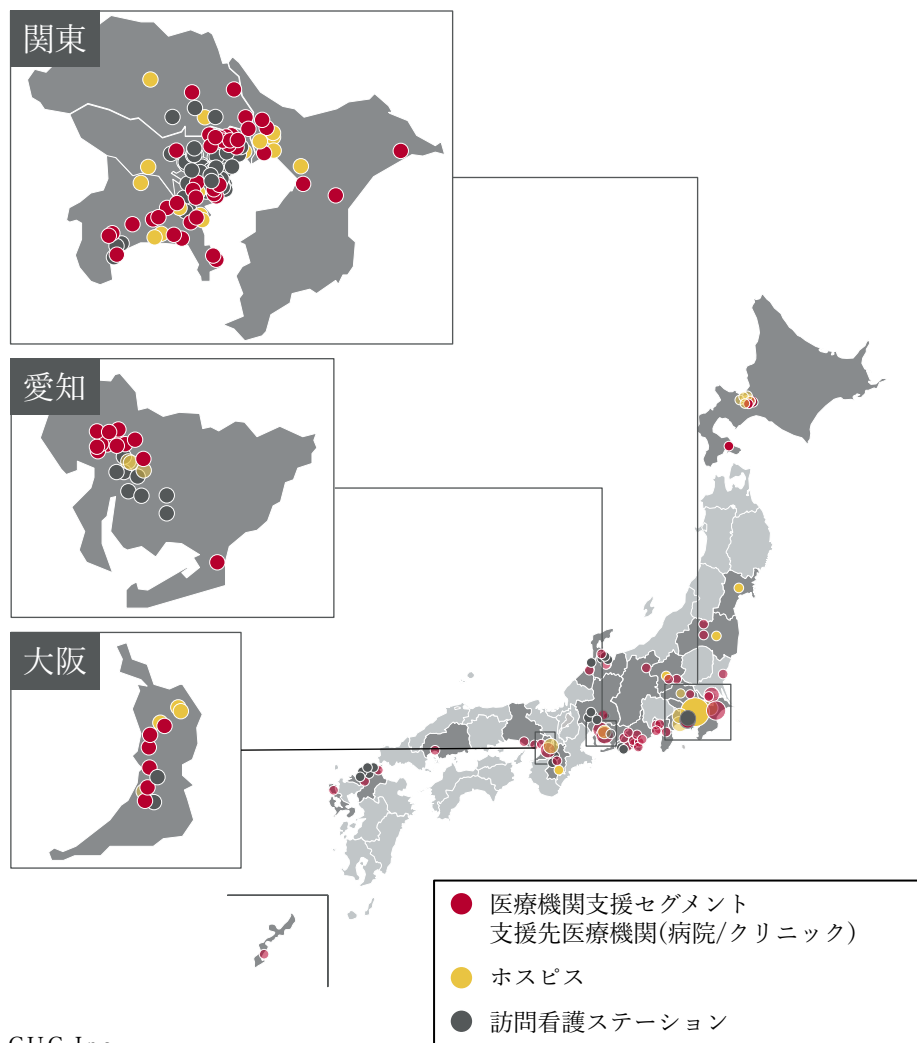 関東
愛知
大阪
医療機関支援セグメント
支援先医療機関(病院/クリニック)
ホスピス
訪問看護ステーション